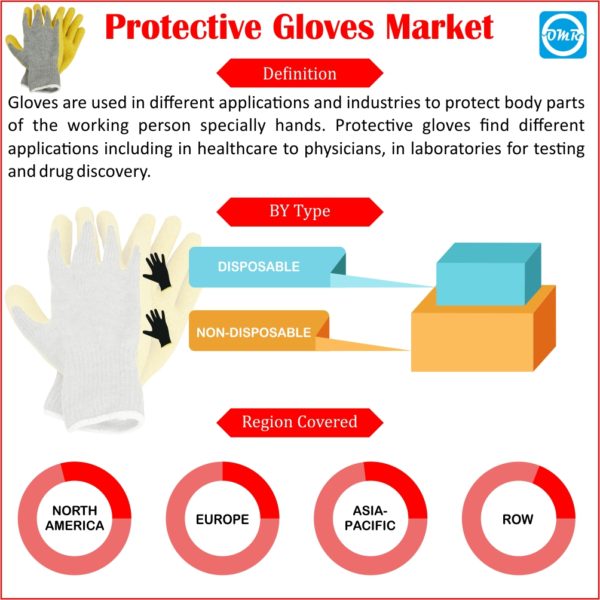 Protective Gloves Market
OMR
Definition
Gloves are used in different applications and industries to protect body parts
of the working person specially hands. Protective gloves find different
applications including in healthcare to physicians, in laboratories for testing
and drug discovery.
BY Type
DISPOSABLE
NON-DISPOSABLE
Region Covered
NORTH
AMERICA
EUROPE
ASIA-
PACIFIC
ROW